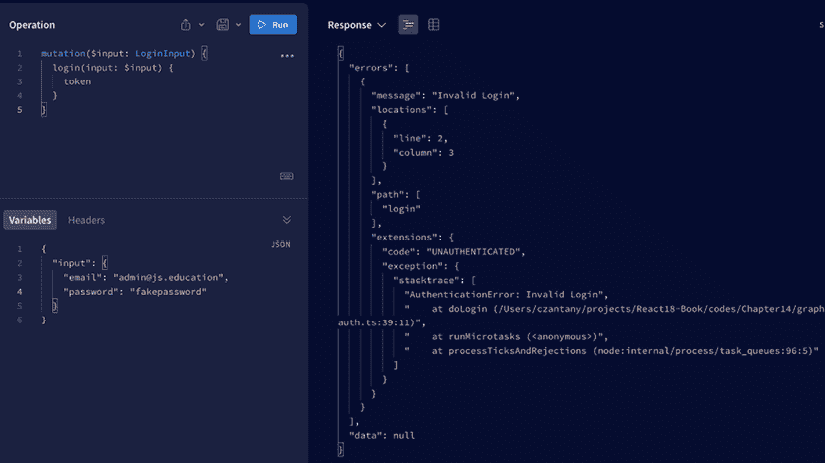 Operation
Run
1 mutation($input: LoginInput) {
2 login(input: $input) {
3 token
4 }
5 }
Variables Headers
JSON
1 {
2 "input": {
3 "email": "admin@js.education",
4 "password": "fakepassword"
5 }
6 }
Response
S
{
"errors": [
{
"message": "Invalid Login",
"locations": [
{
"line": 2,
"column": 3
}
],
"path": [
"login"
],
"extensions": {
"code": "UNAUTHENTICATED",
"exception": {
"stacktrace": [
"AuthenticationError: Invalid Login",
"    at doLogin (/Users/czantany/projects/React18-Book/codes/Chapter14/graph
auth.ts:39:11)",
"    at runMicrotasks (<anonymous>)",
"    at processTicksAndRejections (node:internal/process/task_queues:96:5)"
]
}
}
}
],
"data": null
}